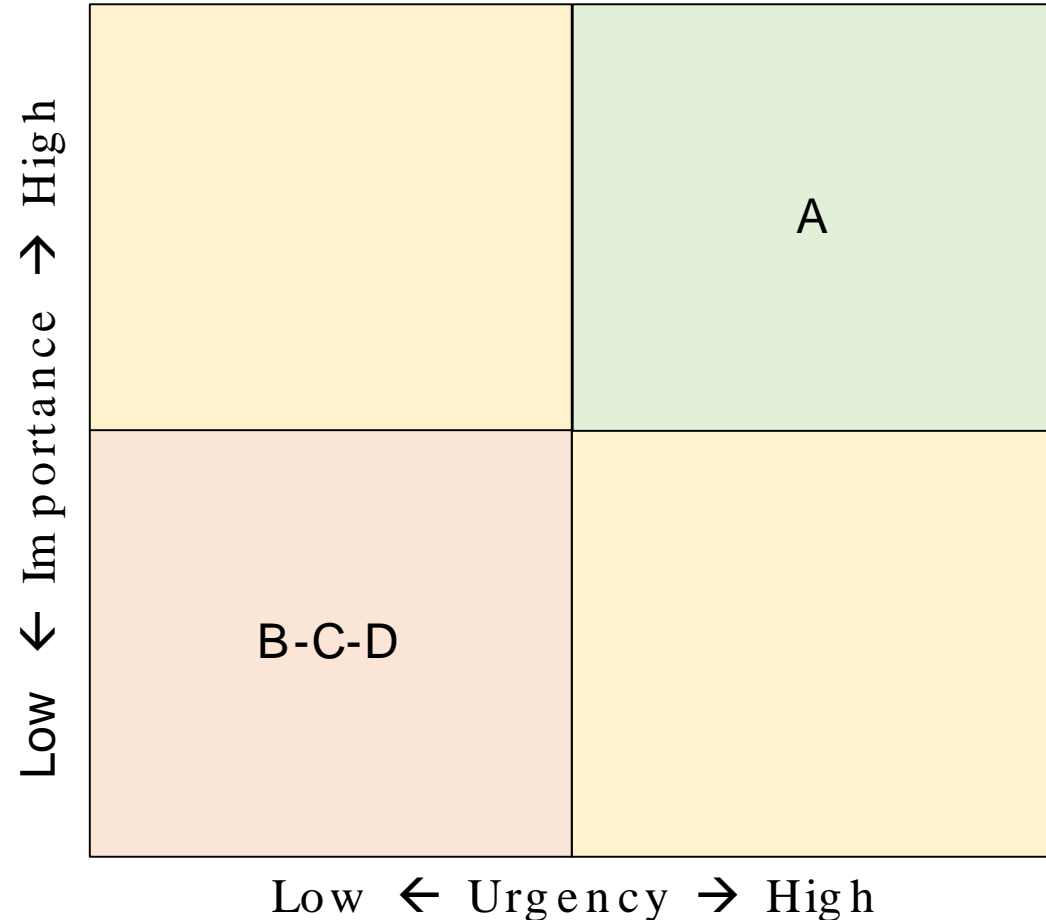 Low ← Importance → High
A
B-C-D
Low ← Urgency → High